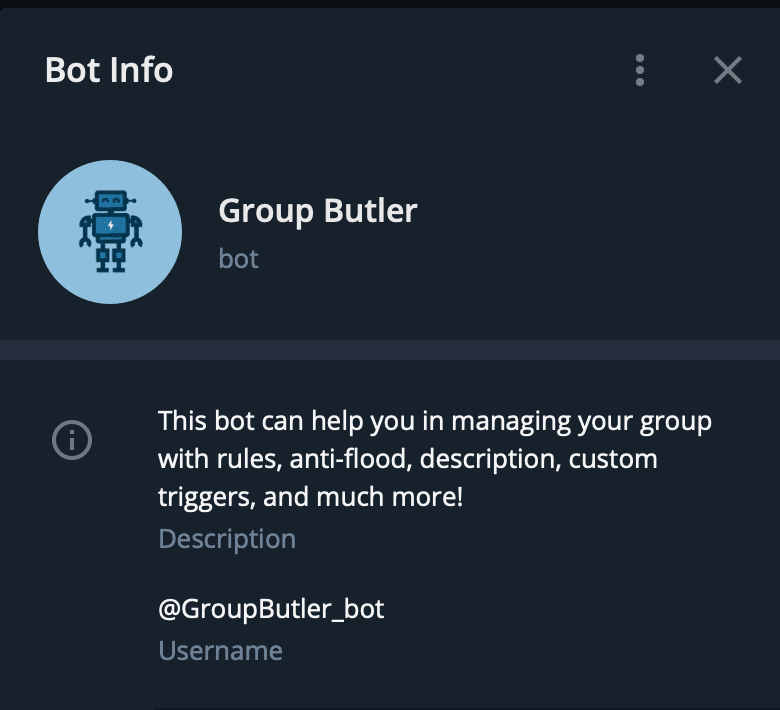 Bot Info
Group Butler
bot
This bot can help you in managing your group
with rules, anti-flood, description, custom
triggers, and much more!
Description
@GroupButler_bot
Username